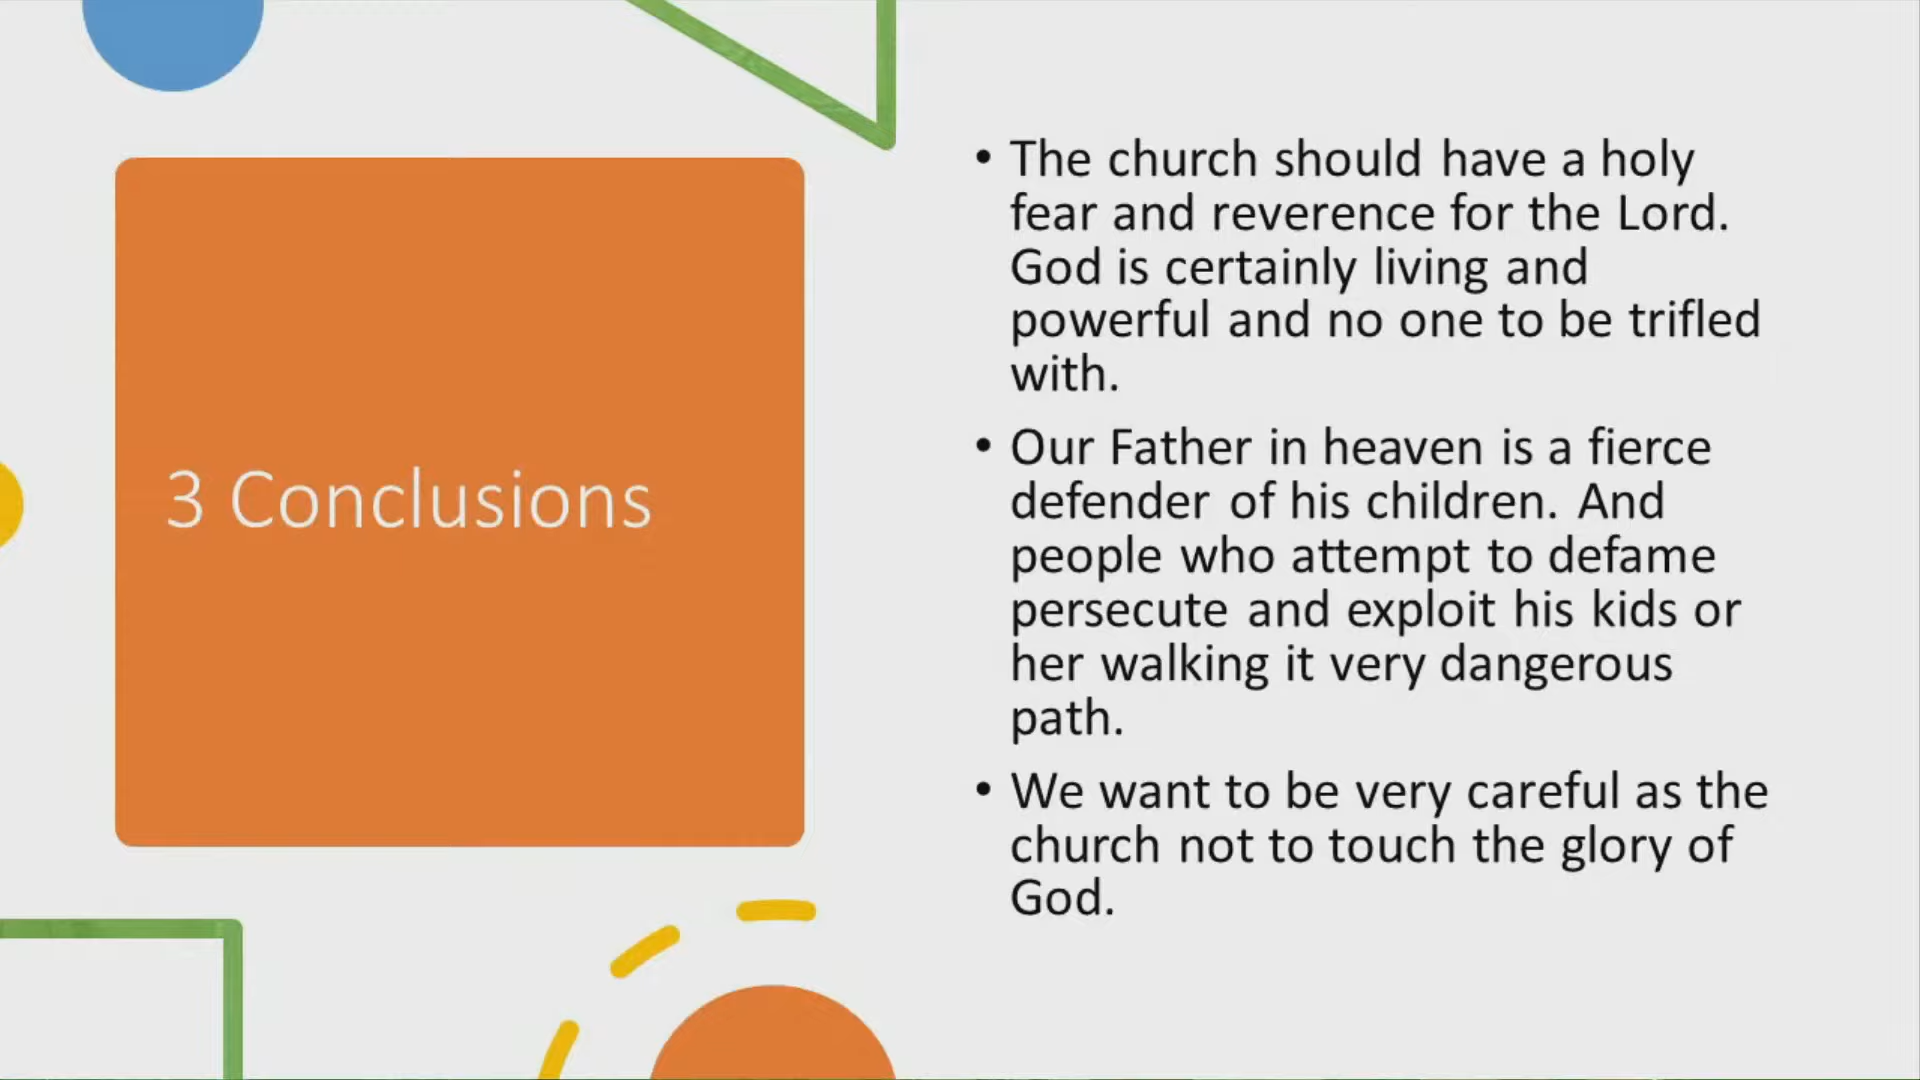 3 Conclusions
• The church should have a holy
fear and reverence for the Lord.
God is certainly living and
powerful and no one to be trifled
with.
• Our Father in heaven is a fierce
defender of his children. And
people who attempt to defame
persecute and exploit his kids or
her walking it very dangerous
path.
• We want to be very careful as the
church not to touch the glory of
God.